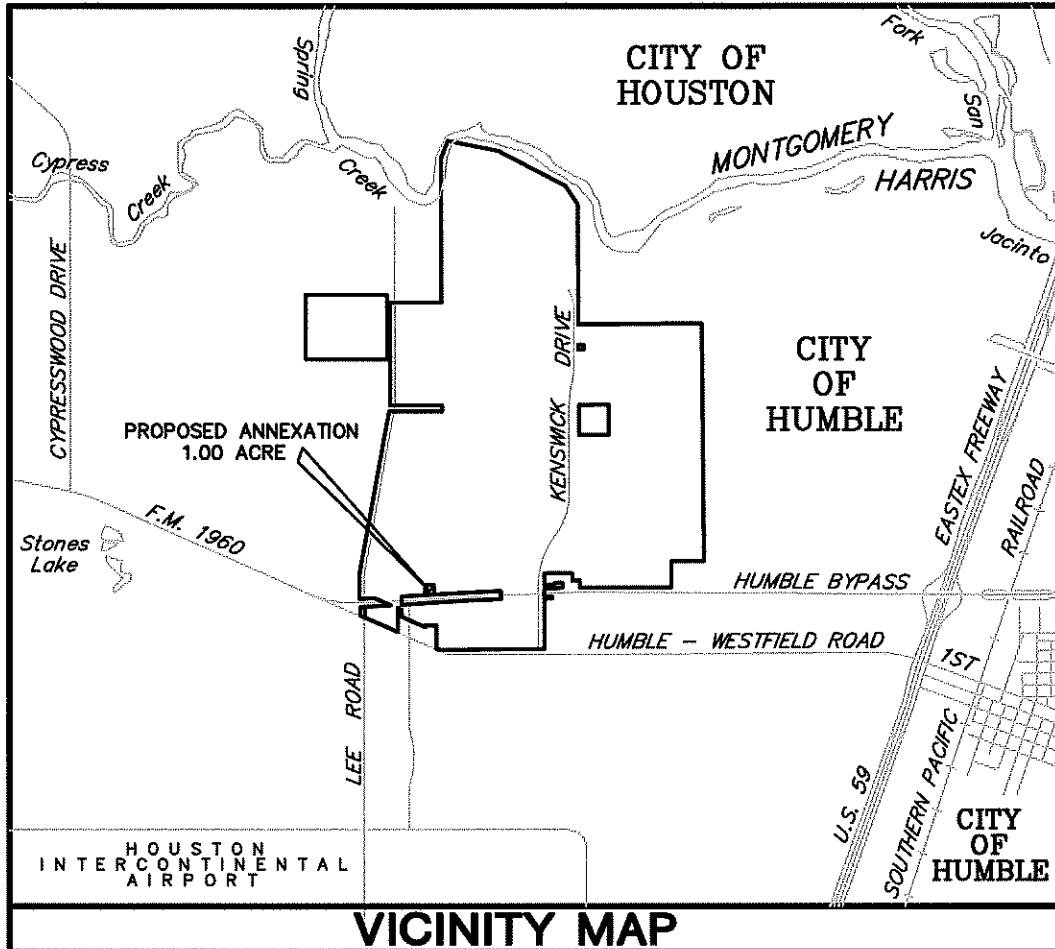 CITY OF
HOUSTON
Fork
San
Jacinto
Spring
Creek
Cypress
Creek
MONTGOMERY
HARRIS
CYPRESSWOOD DRIVE
KENSWICK DRIVE
CITY
OF
HUMBLE
PROPOSED ANNEXATION
1.00 ACRE
F.M. 1960
Stones
Lake
EASTEX FREEWAY
RAILROAD
HUMBLE BYPASS
HUMBLE – WESTFIELD ROAD
1ST
LEE ROAD
U.S. 59
SOUTHERN PACIFIC
CITY
OF
HUMBLE
HOUSTON
INTERCONTINENTAL
AIRPORT
VICINITY MAP